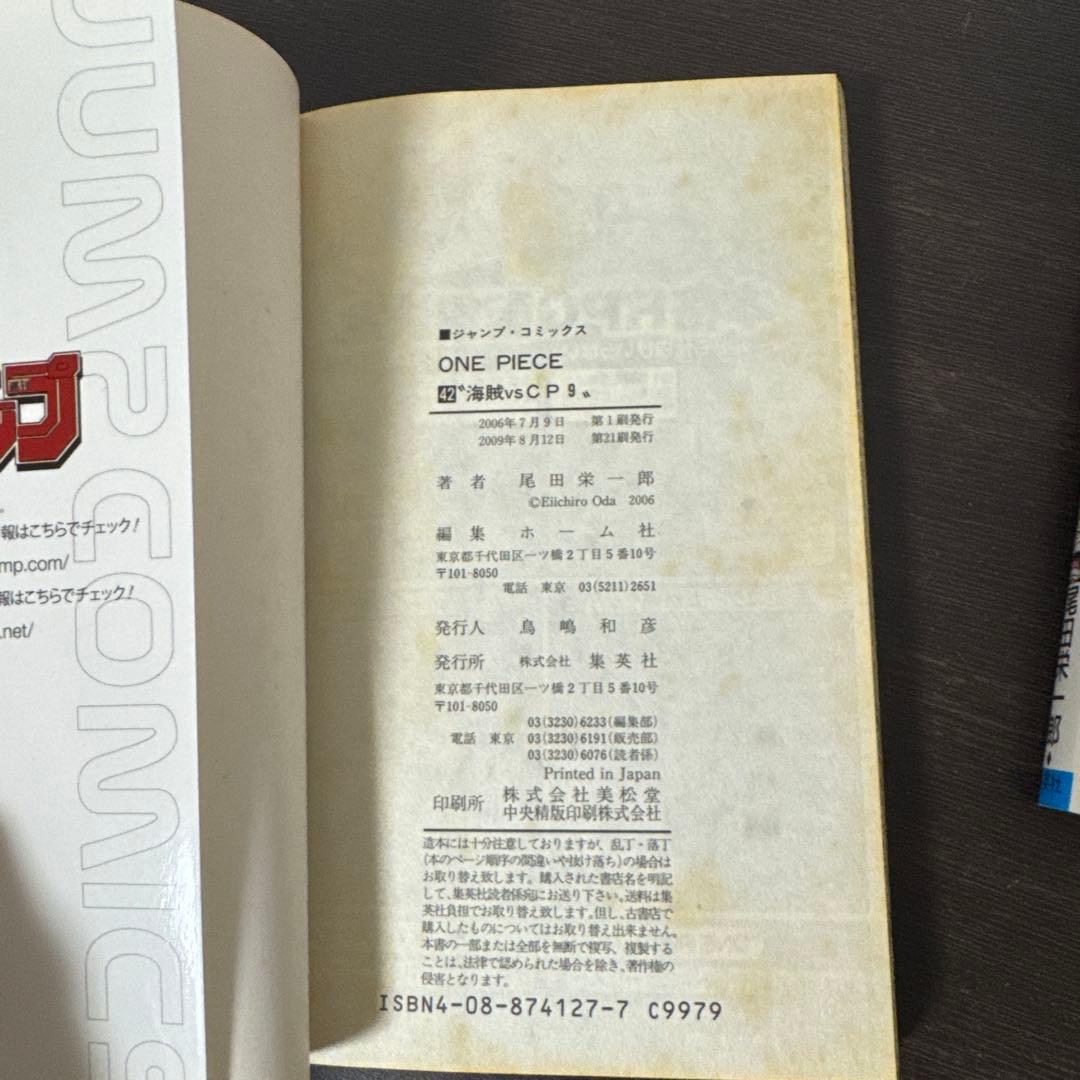 JUMP COMICS
ンプ
報はこちらでチェック!
mp.com/
報はこちらでチェック!
.net/
■ジャンプ・コミックス
ONE PIECE
42〝海賊vsCP9〟
2006年7月9日 第1刷発行
2009年8月12日 第21刷発行
著者 尾田栄一郎
©Eiichiro Oda 2006
編集 ホーム社
東京都千代田区一ツ橋2丁目5番10号
〒101-8050
電話 東京 03(5211)2651
発行人 鳥嶋和彦
発行所 株式会社 集英社
東京都千代田区一ツ橋2丁目5番10号
〒101-8050
03(3230)6233(編集部)
電話 東京 03(3230)6191(販売部)
03(3230)6076(読者係)
Printed in Japan
印刷所 株式会社美松堂
中央精版印刷株式会社
造本には十分注意しておりますが、乱丁・落丁
(本のページ順序の間違いや抜け落ち)の場合は
お取り替え致します。購入された書店名を明記
して、集英社読者係宛にお送り下さい。送料は集
英社負担でお取り替え致します。但し、古書店で
購入したものについてはお取り替え出来ません。
本書の一部または全部を無断で複写、複製する
ことは、法律で認められた場合を除き、著作権の
侵害となります。
ISBN4-08-874127-7 C9979
尾田栄一郎